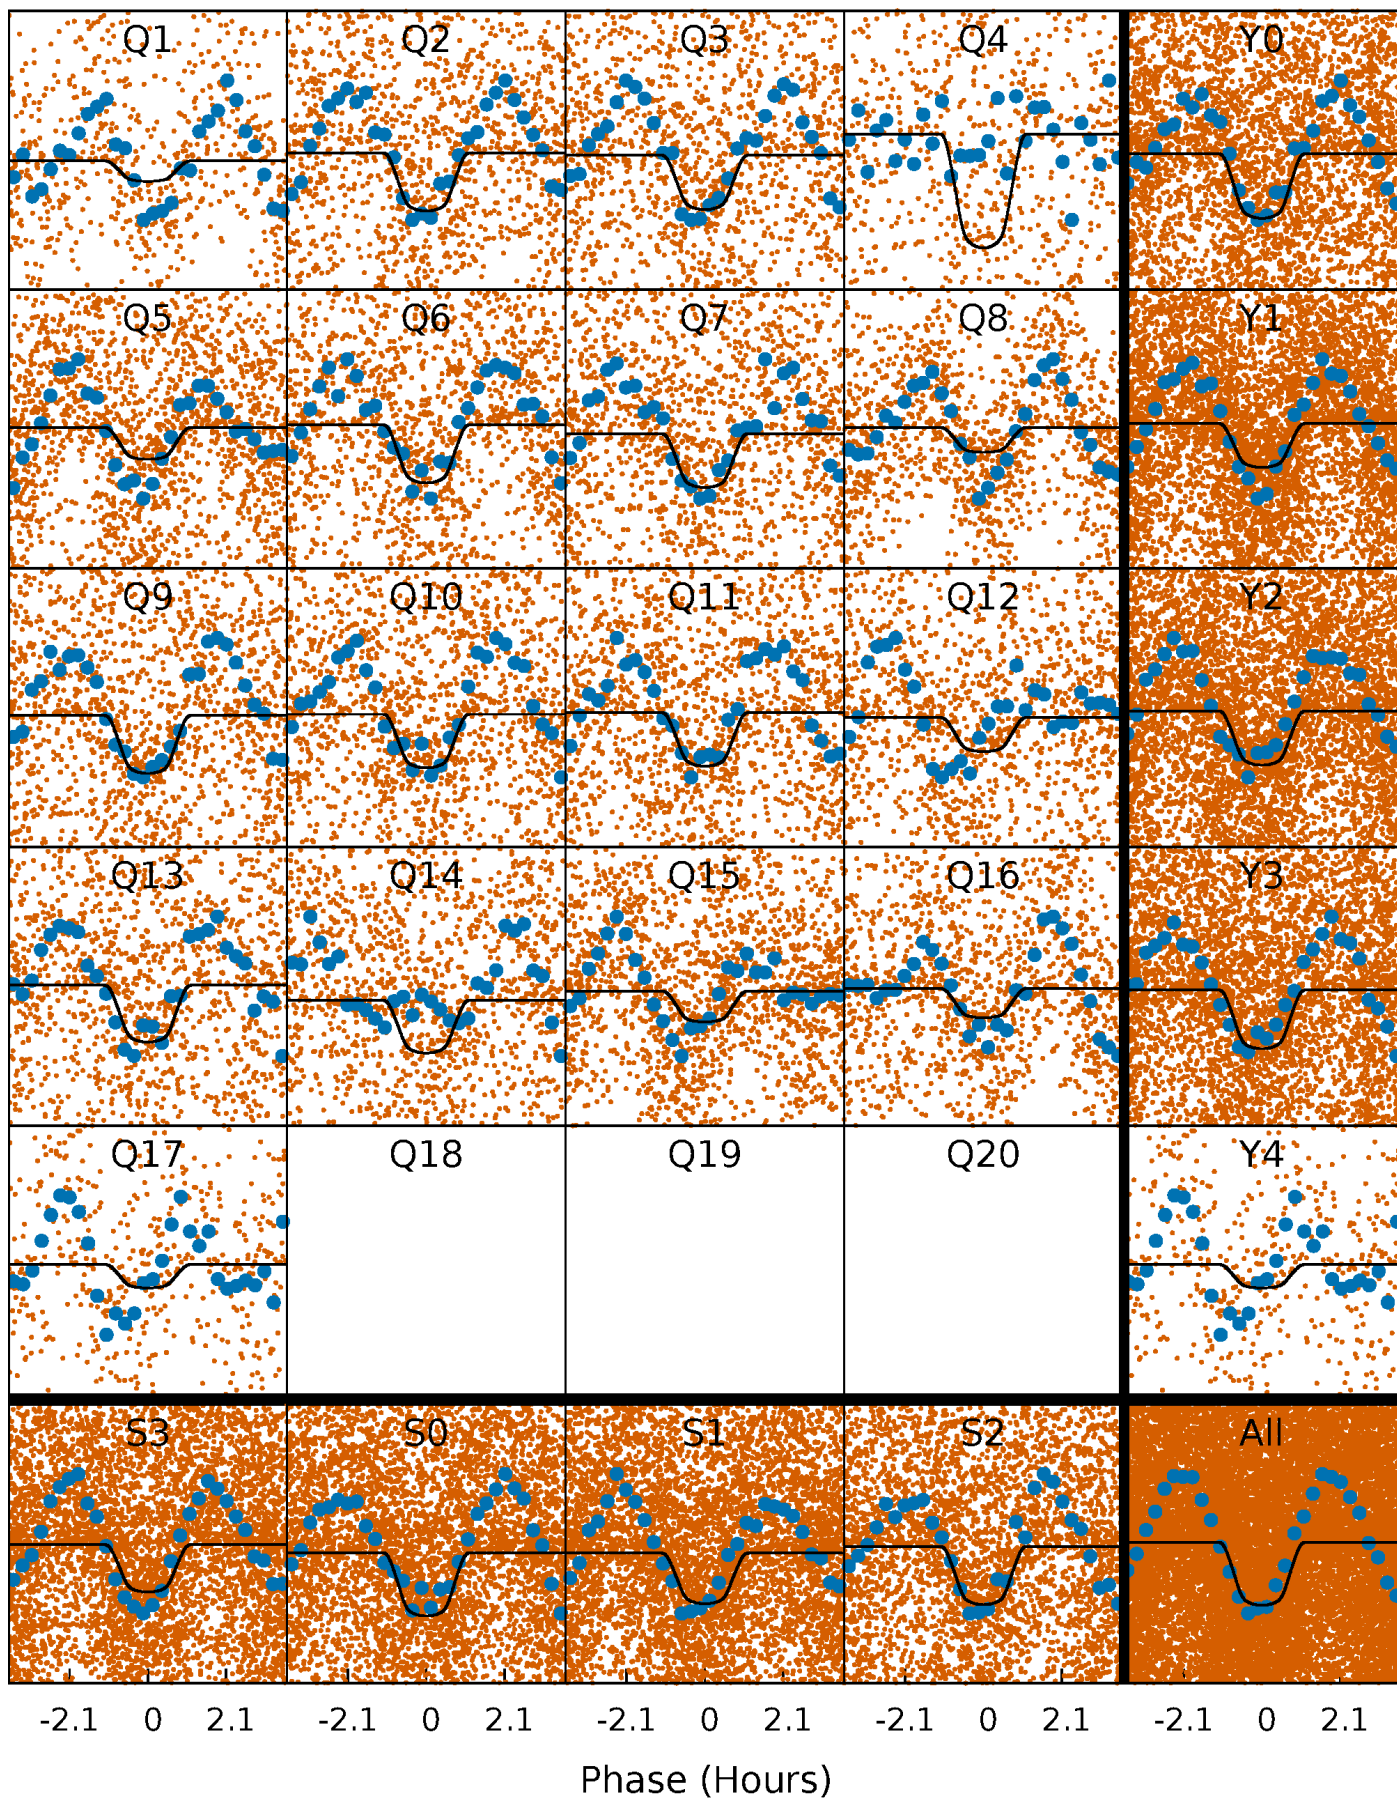 Q1 Q2 Q3 Q4 Y0
Q5 Q6 Q7 Q8 Y1
Q9 Q10 Q11 Q12 Y2
Q13 Q14 Q15 Q16 Y3
Q17 Q18 Q19 Q20 Y4
S3 S0 S1 S2 All
-2.1 0 2.1 -2.1 0 2.1 -2.1 0 2.1 -2.1 0 2.1 -2.1 0 2.1
Phase (Hours)